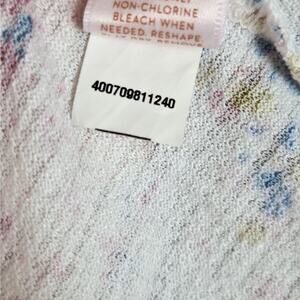 NON-CHLORINE
BLEACH WHEN
NEEDED. RESHAPE
400709811240